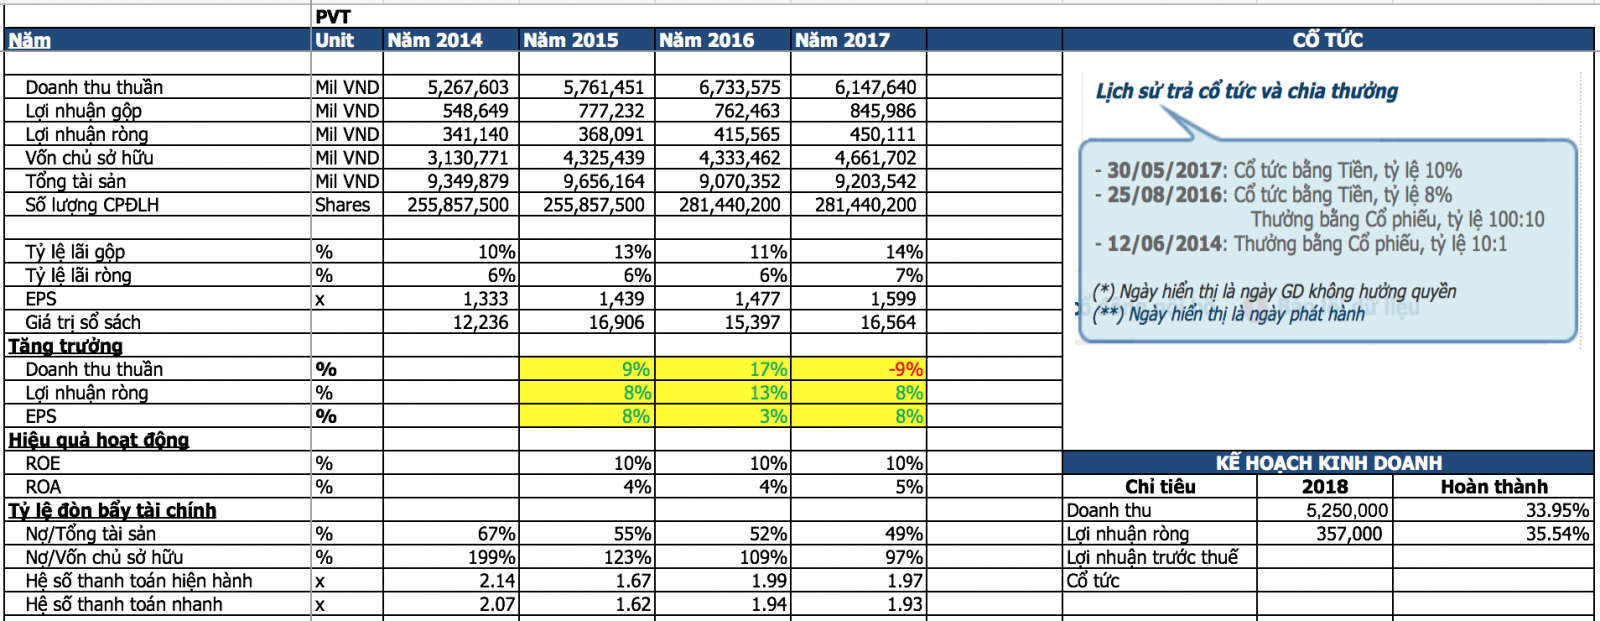 PVT
Năm Unit Năm 2014 Năm 2015 Năm 2016 Năm 2017
Doanh thu thuần Mil VND 5,267,603 5,761,451 6,733,575 6,147,640
Lợi nhuận gộp Mil VND 548,649 777,232 762,463 845,986
Lợi nhuận ròng Mil VND 341,140 368,091 415,565 450,111
Vốn chủ sở hữu Mil VND 3,130,771 4,325,439 4,333,462 4,661,702
Tổng tài sản Mil VND 9,349,879 9,656,164 9,070,352 9,203,542
Số lượng CPĐLH Shares 255,857,500 255,857,500 281,440,200 281,440,200
Tỷ lệ lãi gộp % 10% 13% 11% 14%
Tỷ lệ lãi ròng % 6% 6% 6% 7%
EPS x 1,333 1,439 1,477 1,599
Giá trị sổ sách 12,236 16,906 15,397 16,564
Tăng trưởng
Doanh thu thuần % 9% 17% -9%
Lợi nhuận ròng % 8% 13% 8%
EPS % 8% 3% 8%
Hiệu quả hoạt động
ROE % 10% 10% 10%
ROA % 4% 4% 5%
Tỷ lệ đòn bẩy tài chính
Nợ/Tổng tài sản % 67% 55% 52% 49%
Nợ/Vốn chủ sở hữu % 199% 123% 109% 97%
Hệ số thanh toán hiện hành x 2.14 1.67 1.99 1.97
Hệ số thanh toán nhanh x 2.07 1.62 1.94 1.93
CỔ TỨC
Lịch sử trả cổ tức và chia thưởng
- 30/05/2017: Cổ tức bằng Tiền, tỷ lệ 10%
- 25/08/2016: Cổ tức bằng Tiền, tỷ lệ 8%
Thưởng bằng Cổ phiếu, tỷ lệ 100:10
- 12/06/2014: Thưởng bằng Cổ phiếu, tỷ lệ 10:1
(*) Ngày hiển thị là ngày GD không hưởng quyền
(**) Ngày hiển thị là ngày phát hành
KẾ HOẠCH KINH DOANH
Chỉ tiêu 2018 Hoàn thành
Doanh thu 5,250,000 33.95%
Lợi nhuận ròng 357,000 35.54%
Lợi nhuận trước thuế
Cổ tức